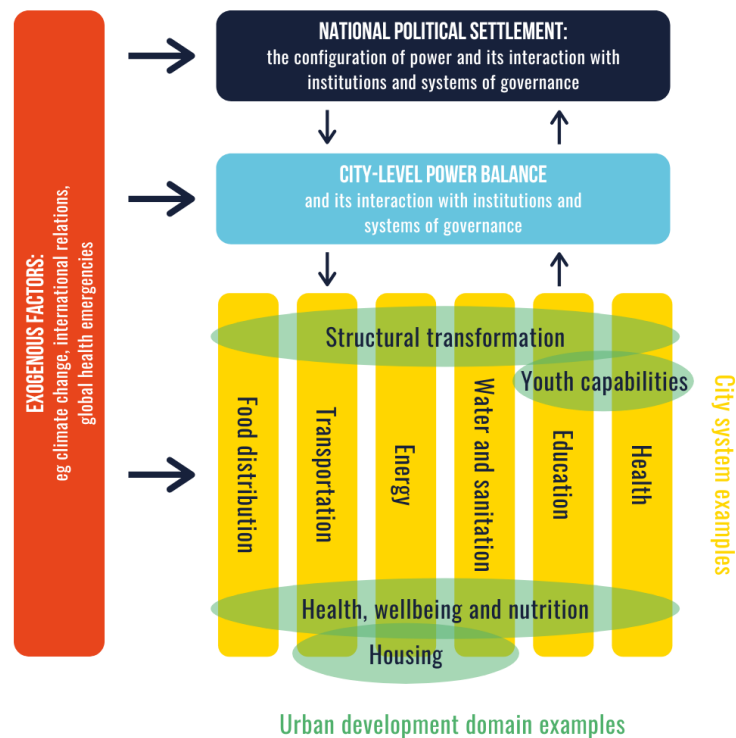 EXOGENOUS FACTORS:
eg climate change, international relations,
global health emergencies
NATIONAL POLITICAL SETTLEMENT:
the configuration of power and its interaction with
institutions and systems of governance
CITY-LEVEL POWER BALANCE
and its interaction with institutions and
systems of governance
Structural transformation
Youth capabilities
Food distribution
Transportation
Energy
Water and sanitation
Education
Health
City system examples
Health, wellbeing and nutrition
Housing
Urban development domain examples